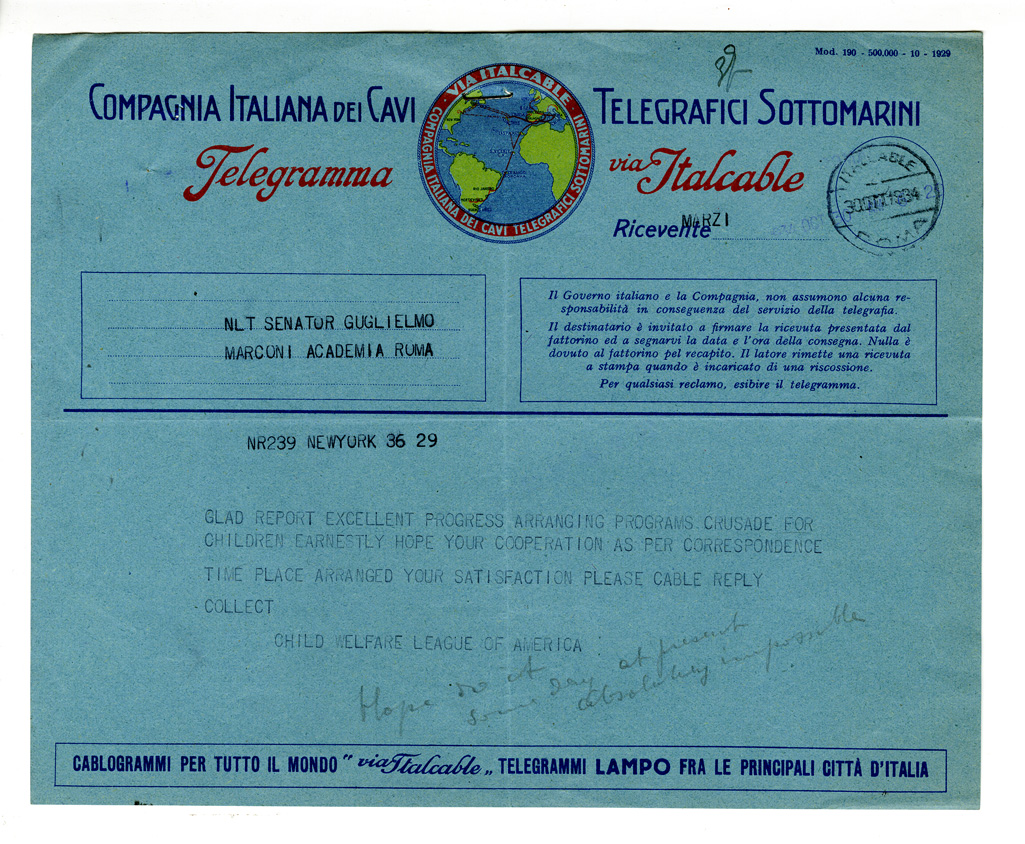 Mod. 190 - 500,000 - 10 - 1929
COMPAGNIA ITALIANA DEI CAVI TELEGRAFICI SOTTOMARINI
VIA ITALCABLE
COMPAGNIA ITALIANA DEI CAVI TELEGRAFICI SOTTOMARINI
Telegramma via Italcable
ITALCABLE
30OTT1934
ROMA
Ricevente MARZI
NLT SENATOR GUGLIELMO
MARCONI ACADEMIA ROMA
Il Governo italiano e la Compagnia, non assumono alcuna re-
sponsabilità in conseguenza del servizio della telegrafia.
Il destinatario è invitato a firmare la ricevuta presentata dal
fattorino ed a segnarvi la data e l'ora della consegna. Nulla è
dovuto al fattorino pel recapito. Il latore rimette una ricevuta
a stampa quando è incaricato di una riscossione.
Per qualsiasi reclamo, esibire il telegramma.
NR239 NEWYORK 36 29
GLAD REPORT EXCELLENT PROGRESS ARRANGING PROGRAMS CRUSADE FOR
CHILDREN EARNESTLY HOPE YOUR COOPERATION AS PER CORRESPONDENCE
TIME PLACE ARRANGED YOUR SATISFACTION PLEASE CABLE REPLY
COLLECT
CHILD WELFARE LEAGUE OF AMERICA
Hope do it at present
some day absolutely impossible
CABLOGRAMMI PER TUTTO IL MONDO "via Italcable„ TELEGRAMMI LAMPO FRA LE PRINCIPALI CITTÀ D'ITALIA